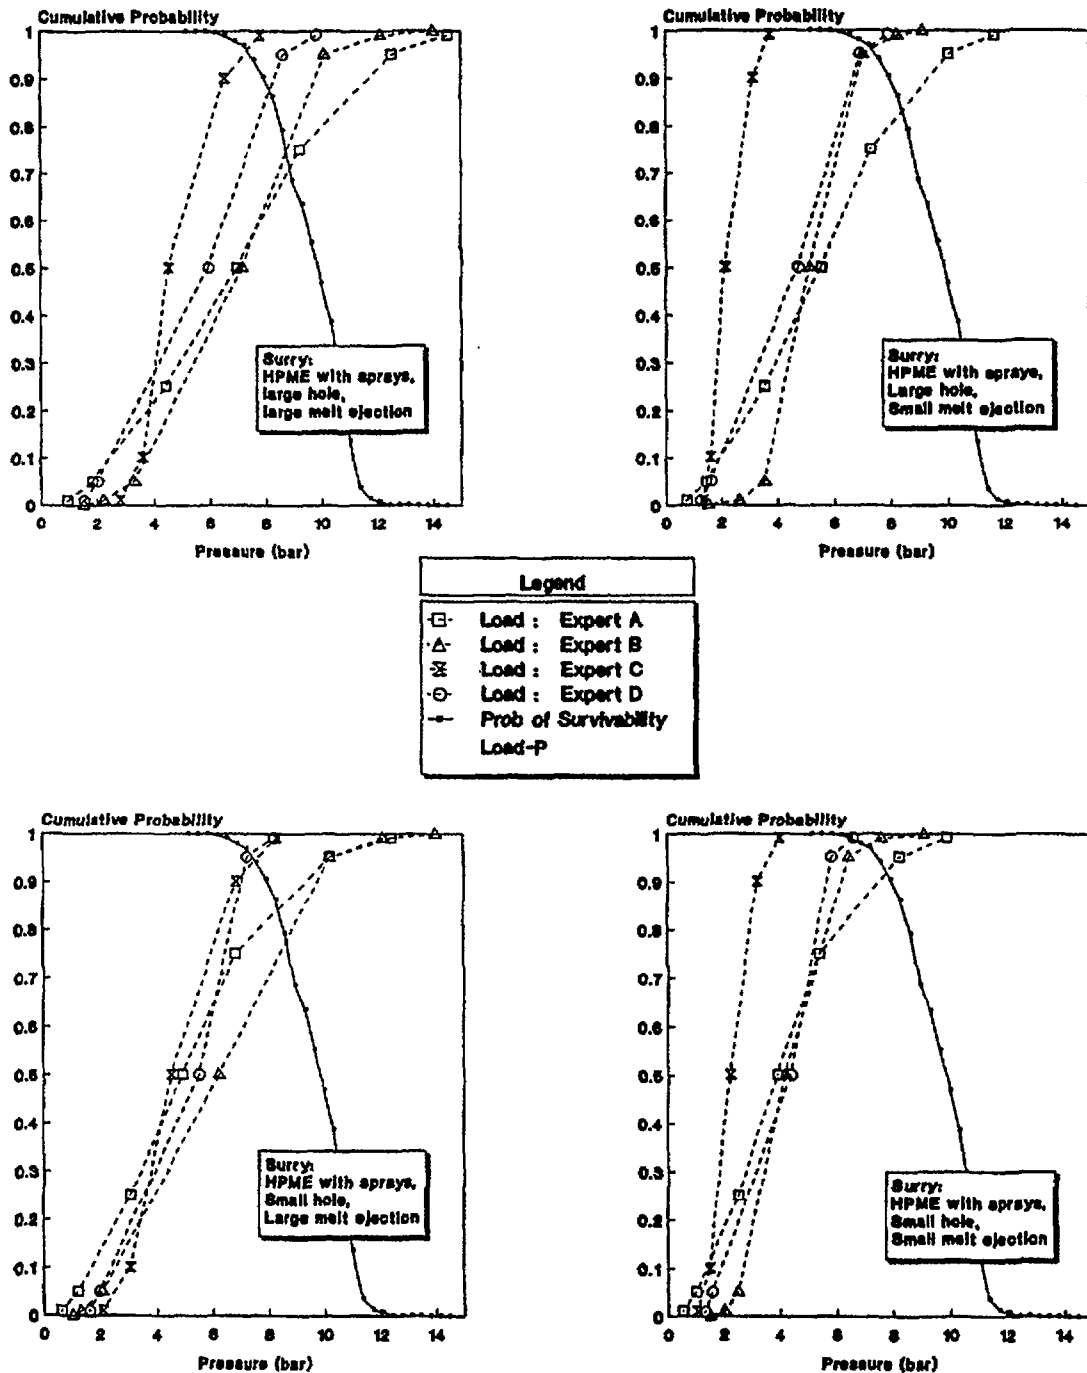 Cumulative Probability
1
0.9
0.8
0.7
0.6
0.5
0.4
0.3
0.2
0.1
0
Surry:
HPME with sprays,
large hole,
large melt ejection
0 2 4 6 8 10 12 14
Pressure (bar)
Cumulative Probability
1
0.9
0.8
0.7
0.6
0.5
0.4
0.3
0.2
0.1
0
Surry:
HPME with sprays,
Large hole,
Small melt ejection
0 2 4 6 8 10 12 14
Pressure (bar)
Legend
Load : Expert A
Load : Expert B
Load : Expert C
Load : Expert D
Prob of Survivability
Load-P
Cumulative Probability
1
0.9
0.8
0.7
0.6
0.5
0.4
0.3
0.2
0.1
0
Surry:
HPME with sprays,
Small hole,
Large melt ejection
0 2 4 6 8 10 12 14
Pressure (bar)
Cumulative Probability
1
0.9
0.8
0.7
0.6
0.5
0.4
0.3
0.2
0.1
0
Surry:
HPME with sprays,
Small hole,
Small melt ejection
0 2 4 6 8 10 12 14
Pressure (bar)